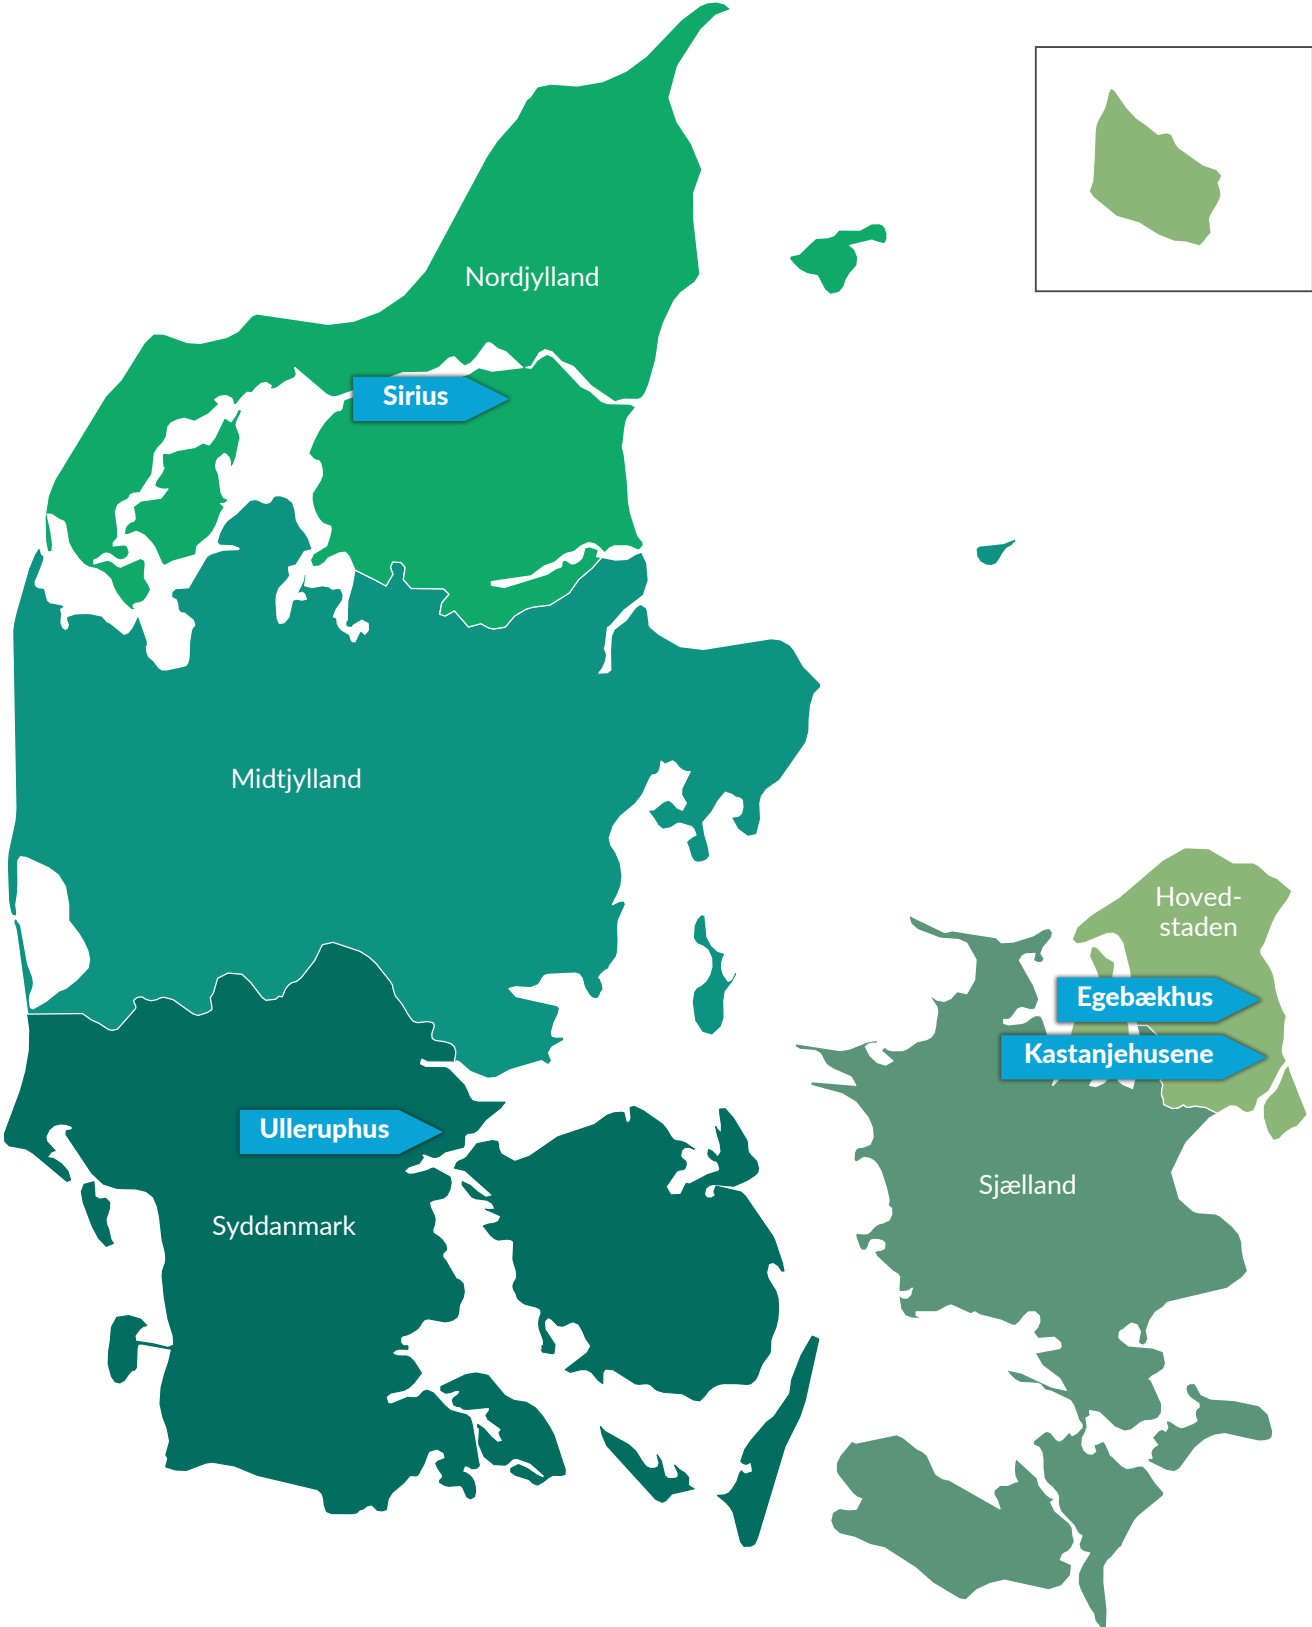 Nordjylland
Sirius
Midtjylland
Hoved-
staden
Egebækhus
Kastanjehusene
Ulleruphus
Sjælland
Syddanmark